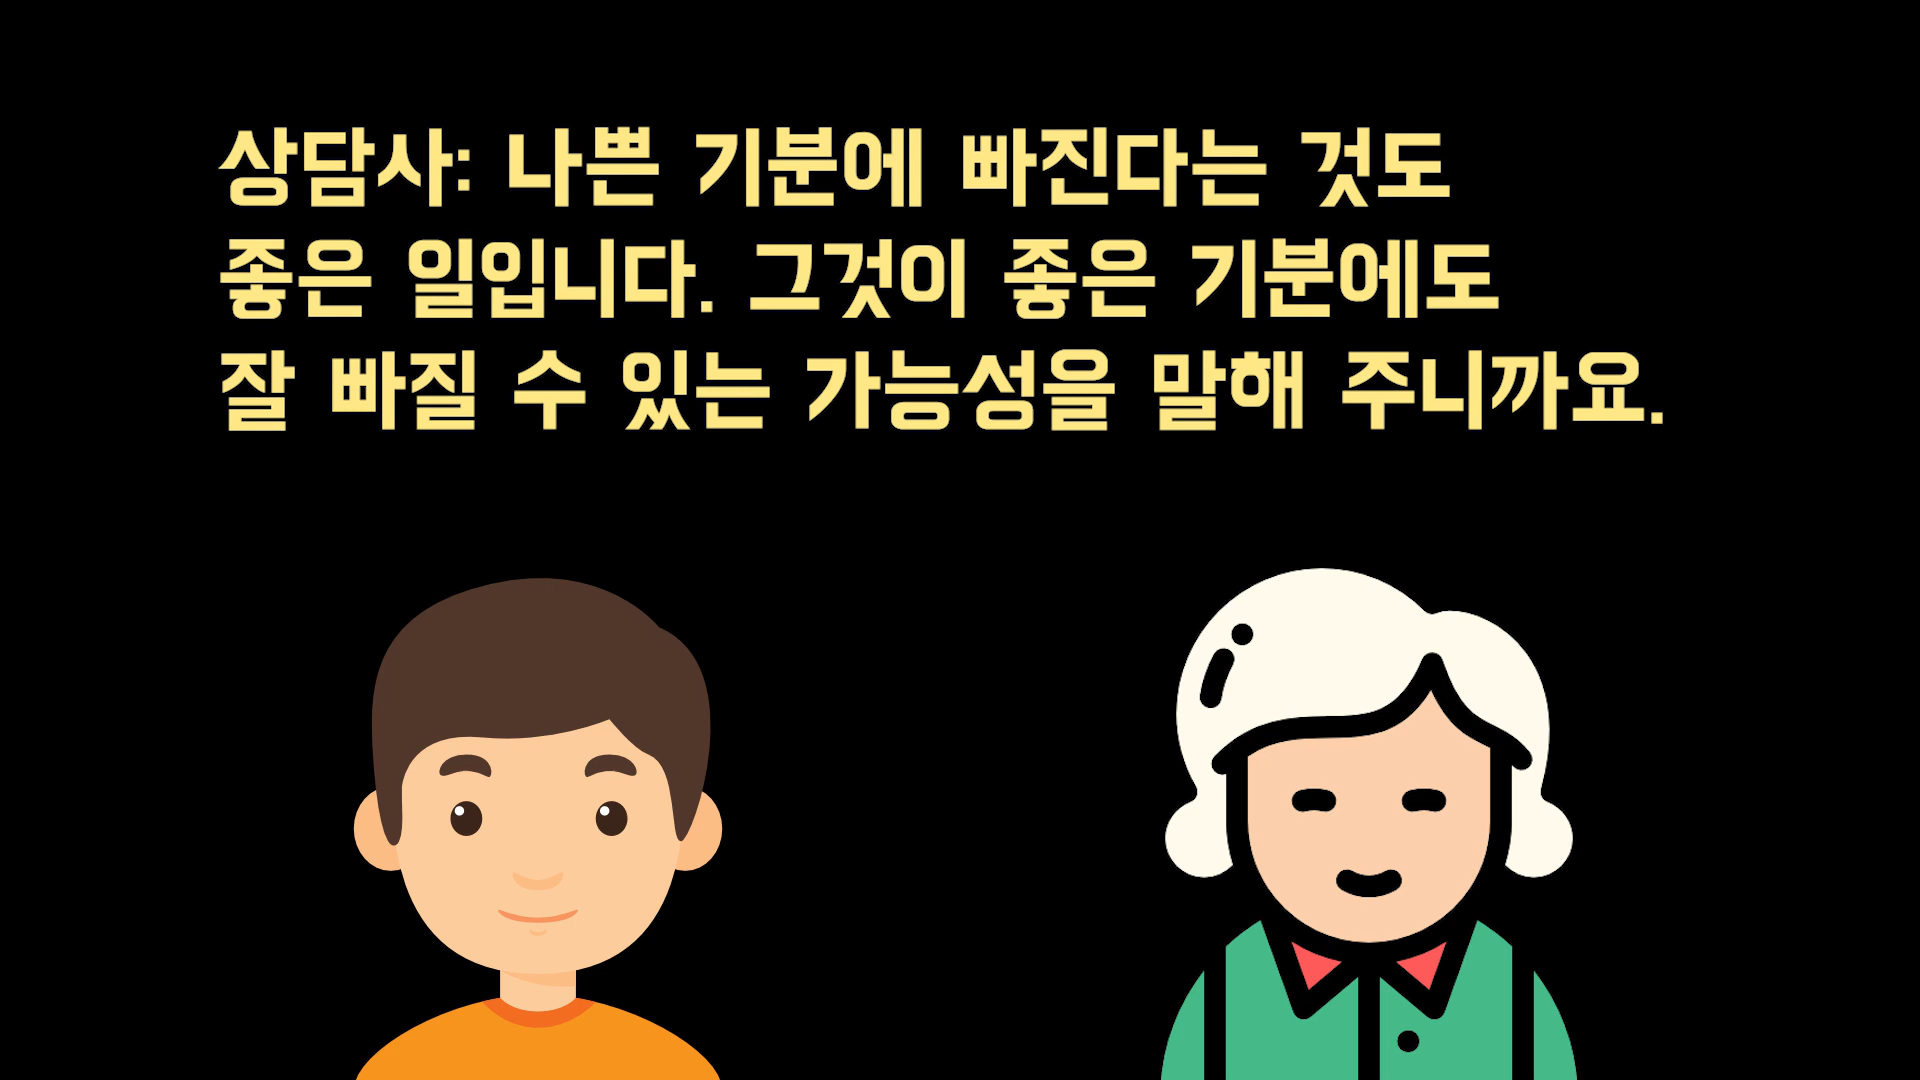 상담사: 나쁜 기분에 빠진다는 것도
좋은 일입니다. 그것이 좋은 기분에도
잘 빠질 수 있는 가능성을 말해 주니까요.